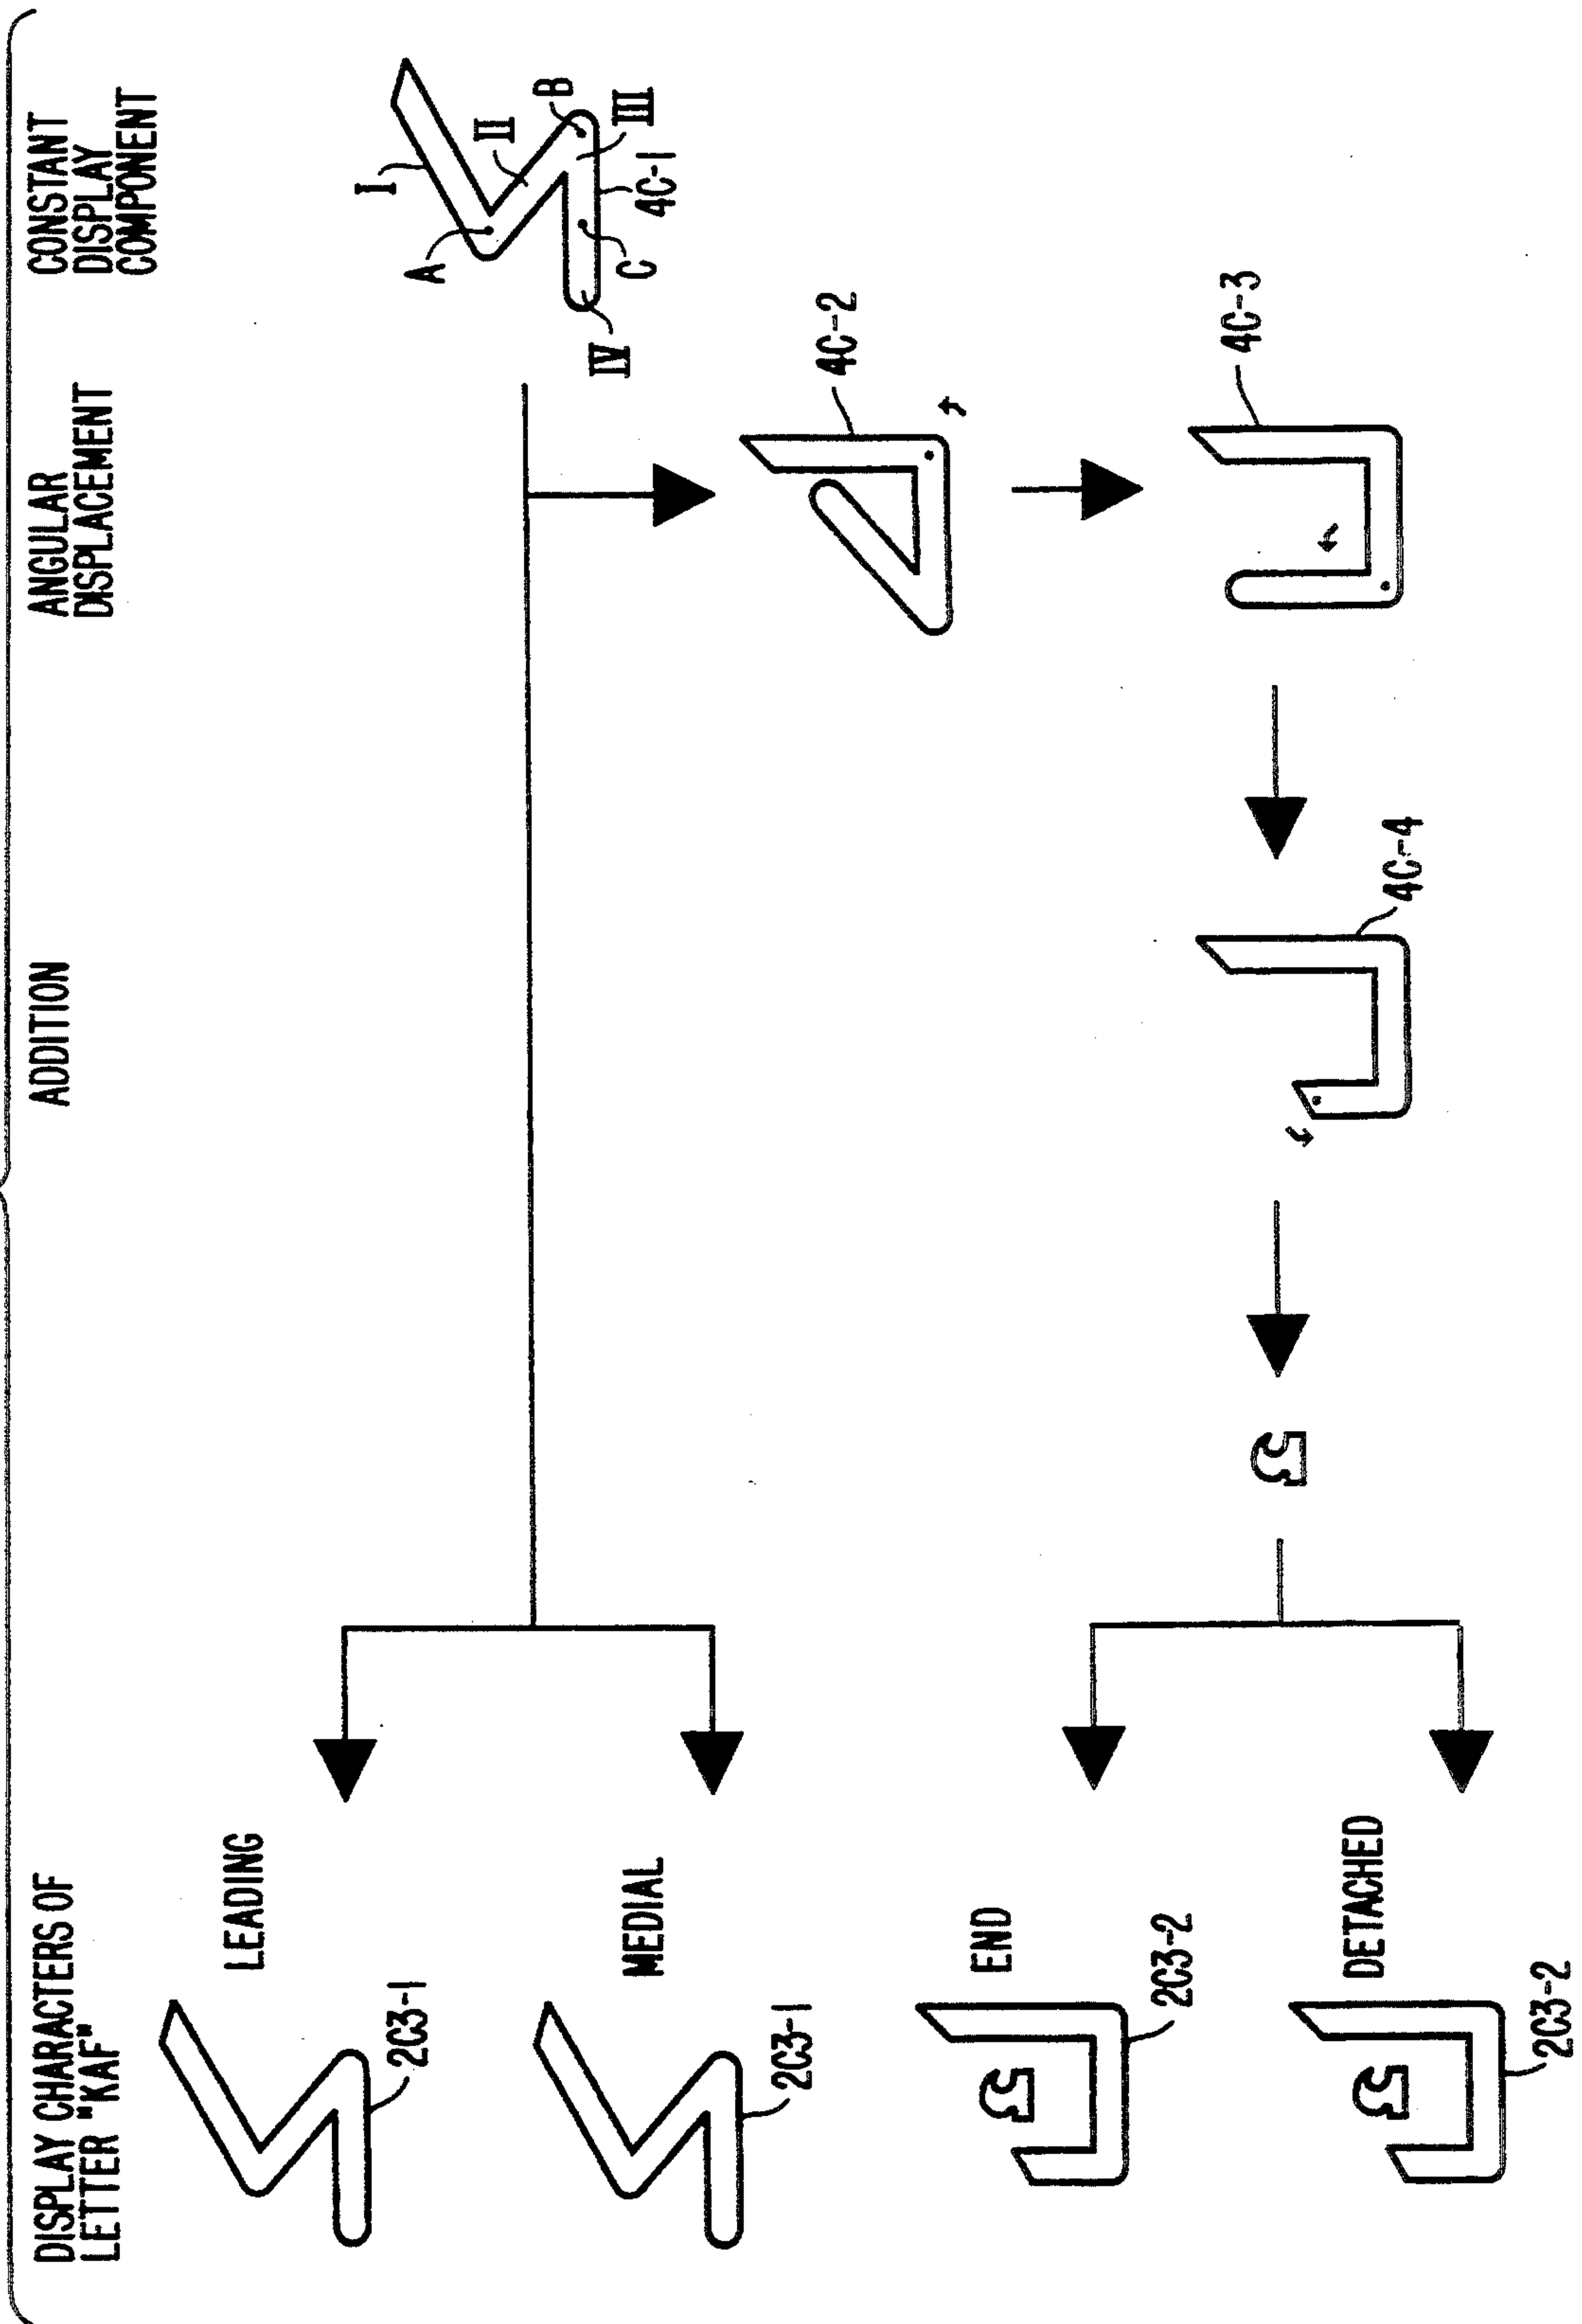 DISPLAY CHARACTERS OF
LETTER "KAF"
ADDITION
ANGULAR
DISPLACEMENT
CONSTANT
DISPLAY
COMPONENT
LEADING
2C3-1
I
A
II
B
III
4C-1
C
IV
MEDIAL
2C3-1
4C-2
END
2C3-2
4C-3
4C-4
DETACHED
2C3-2